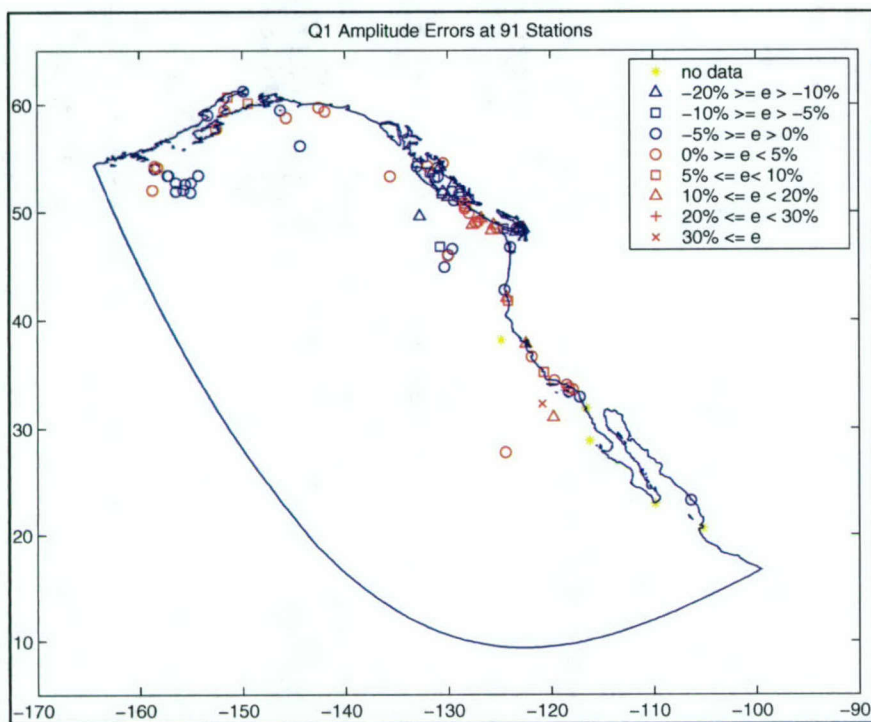 Q1 Amplitude Errors at 91 Stations
no data
−20% >= e > −10%
−10% >= e > −5%
−5% >= e > 0%
0% >= e < 5%
5% <= e< 10%
10% <= e < 20%
20% <= e < 30%
30% <= e
60
50
40
30
20
10
−170
−160
−150
−140
−130
−120
−110
−100
−90